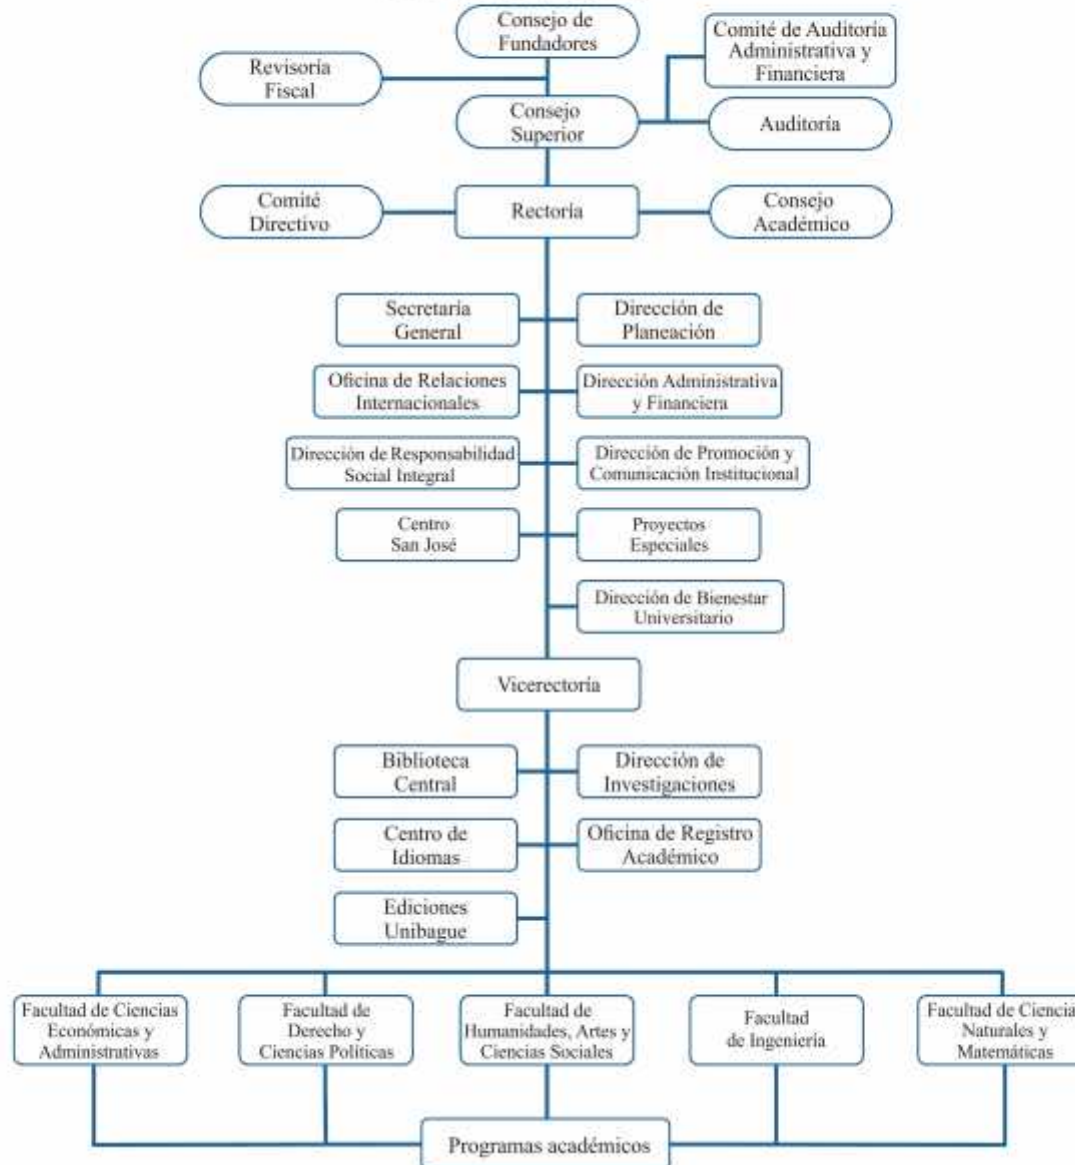 Consejo de
Fundadores
Comité de Auditoría
Administrativa y
Financiera
Revisoría
Fiscal
Consejo
Superior
Auditoría
Comité
Directivo
Rectoría
Consejo
Académico
Secretaría
General
Dirección de
Planeación
Oficina de Relaciones
Internacionales
Dirección Administrativa
y Financiera
Dirección de Responsabilidad
Social Integral
Dirección de Promoción y
Comunicación Institucional
Centro
San José
Proyectos
Especiales
Dirección de Bienestar
Universitario
Vicerectoría
Biblioteca
Central
Dirección de
Investigaciones
Centro de
Idiomas
Oficina de Registro
Académico
Ediciones
Unibague
Facultad de Ciencias
Económicas y
Administrativas
Facultad de
Derecho y
Ciencias Políticas
Facultad de
Humanidades, Artes y
Ciencias Sociales
Facultad
de Ingeniería
Facultad de Ciencia
Naturales y
Matemáticas
Programas académicos